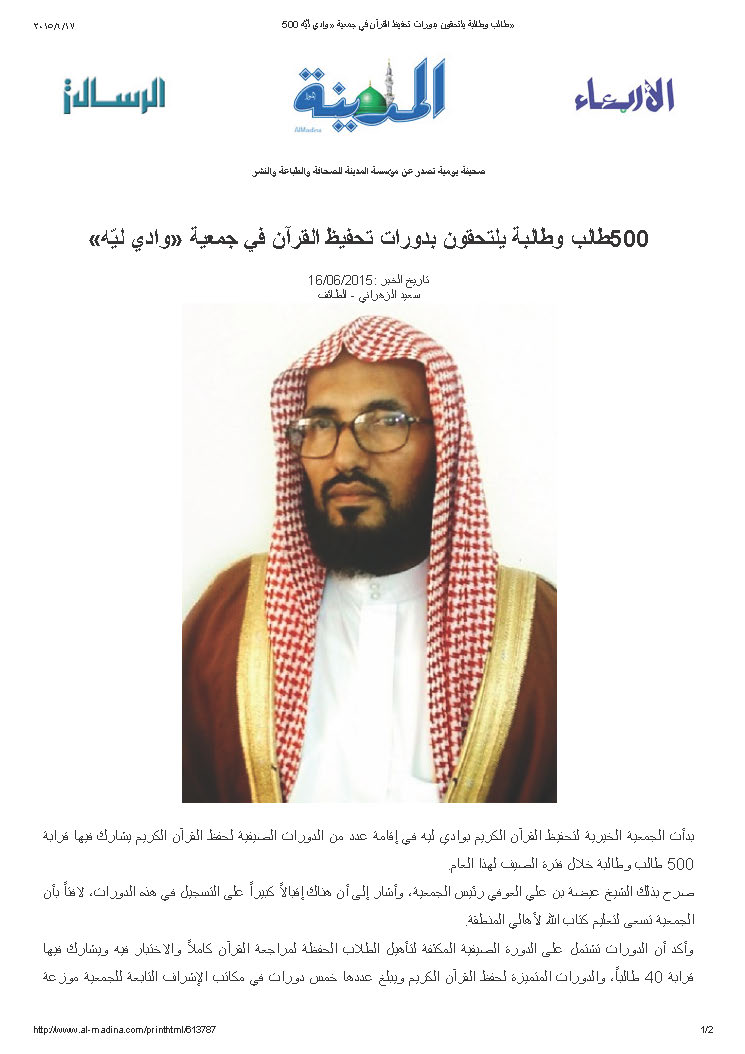 ٢٠١٥/٦/١٧
500 طالب وطالبة يلتحقون بدورات تحفيظ القرآن في جمعية «وادي ليّه»
الرسالة
المدينة
AlMadina
الأربعاء
صحيفة يومية تصدر عن مؤسسة المدينة للصحافة والطباعة والنشر
500طالب وطالبة يلتحقون بدورات تحفيظ القرآن في جمعية «وادي ليّه»
تاريخ الخبر :16/06/2015
سعيد الزهراني - الطائف
بدأت الجمعية الخيرية لتحفيظ القرآن الكريم بوادي ليه في إقامة عدد من الدورات الصيفية لحفظ القرآن الكريم يشارك فيها قرابة
500 طالب وطالبة خلال فترة الصيف لهذا العام.
صرح بذلك الشيخ عيضة بن علي العوفي رئيس الجمعية، وأشار إلى أن هناك إقبالاً كبيراً على التسجيل في هذه الدورات، لافتاً بأن
الجمعية تسعى لتعليم كتاب الله لأهالي المنطقة.
وأكد أن الدورات تشتمل على الدورة الصيفية المكثفة لتأهيل الطلاب الحفظة لمراجعة القرآن كاملاً والاختبار فيه ويشارك فيها
قرابة 40 طالباً، والدورات المتميزة لحفظ القرآن الكريم ويبلغ عددها خمس دورات في مكاتب الإشراف التابعة للجمعية موزعة
http://www.al-madina.com/printhtml/613787
1/2